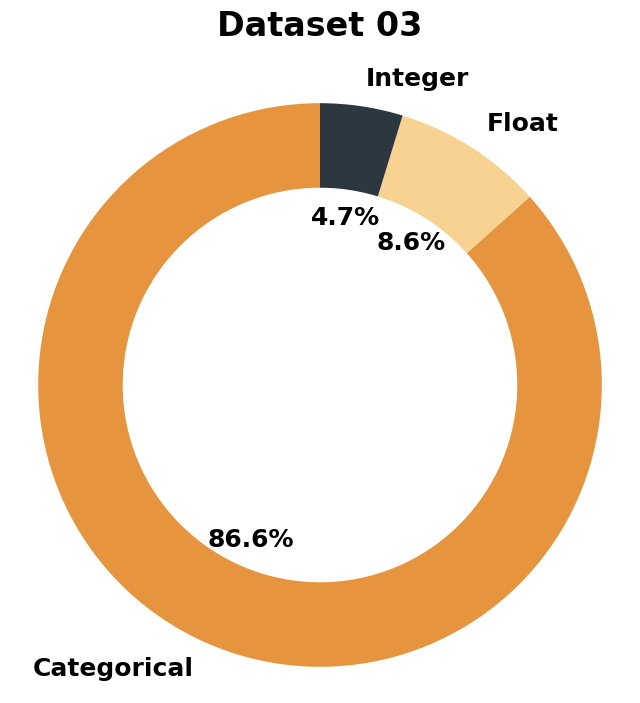 Dataset 03
Integer
Float
4.7%
8.6%
86.6%
Categorical